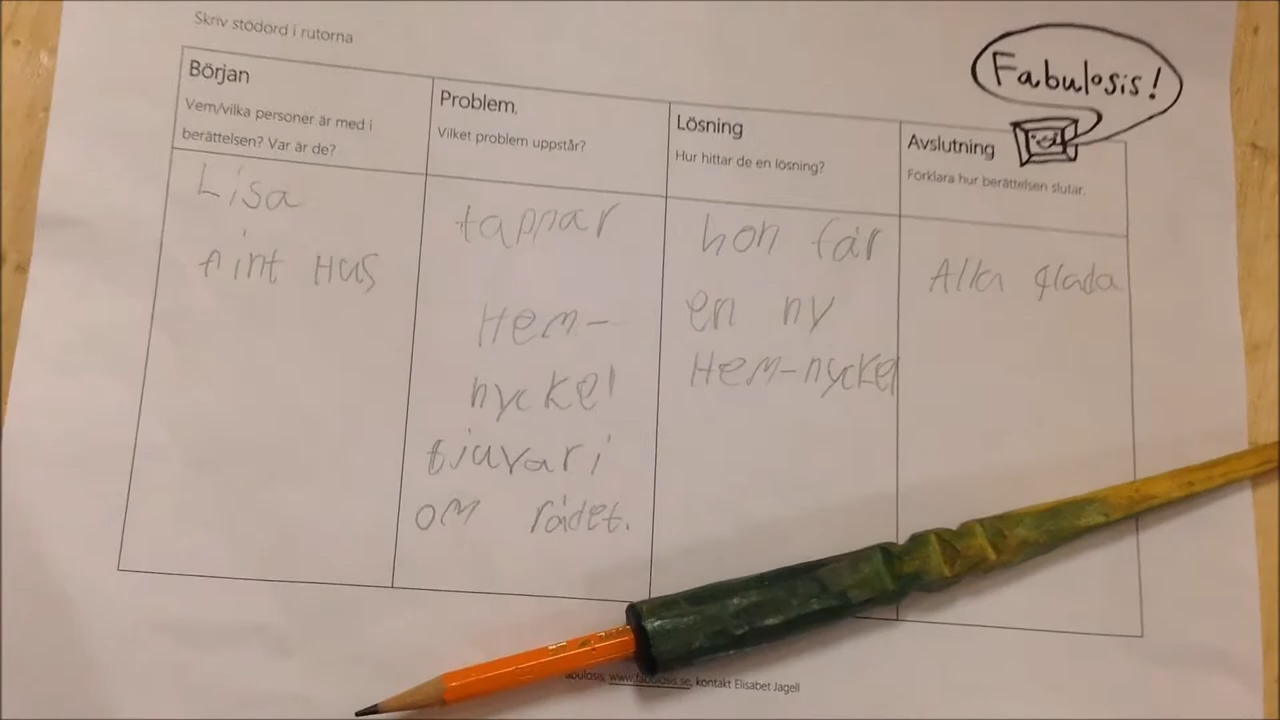 Skriv stödord i rutorna
Fabulosis!
Början
Vem/vilka personer är med i
berättelsen? Var är de?
Lisa
fint Hus
Problem.
Vilket problem uppstår?
tappar
Hem-
nyckel
tjuvar i
om rådet.
Lösning
Hur hittar de en lösning?
hon får
en ny
Hem-nyckel
Avslutning
Förklara hur berättelsen slutar.
Alla glada
www.fabulosis.se, kontakt Elisabet Jagell